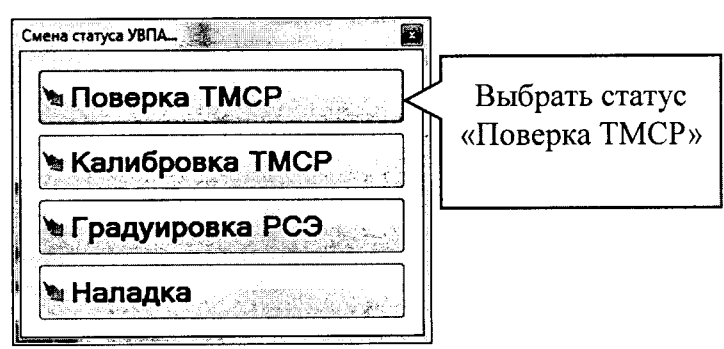 Смена статуса УВПА...
Поверка ТМСР
Калибровка ТМСР
Градуировка РСЭ
Наладка
Выбрать статус
«Поверка ТМСР»